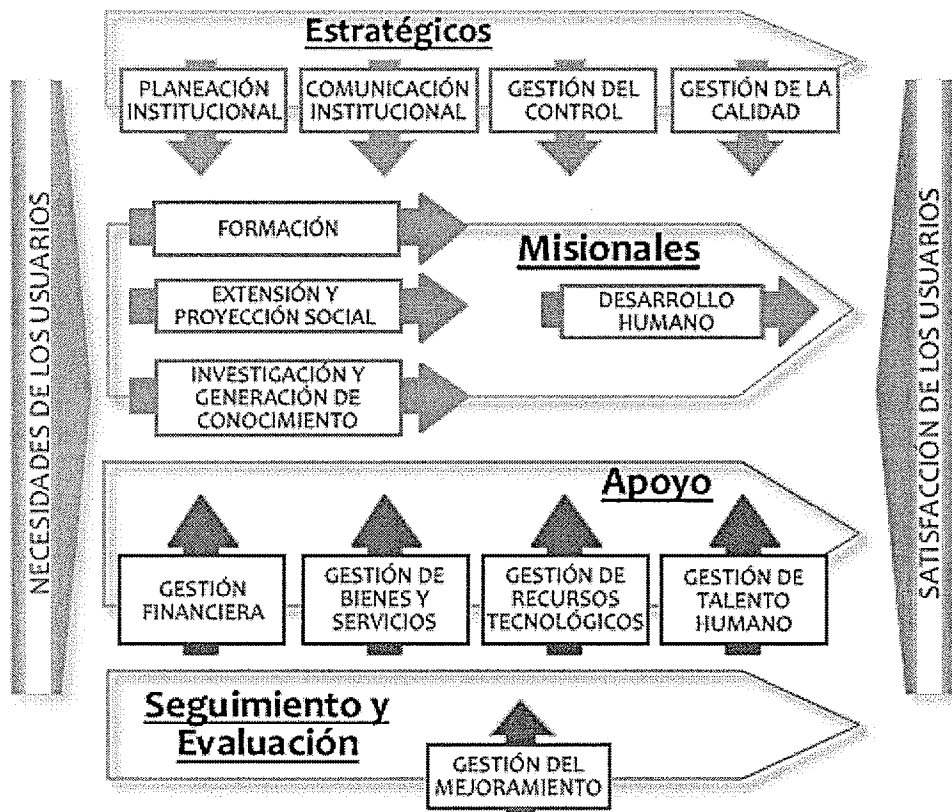 Estratégicos
PLANEACIÓN
INSTITUCIONAL
COMUNICACIÓN
INSTITUCIONAL
GESTIÓN DEL
CONTROL
GESTIÓN DE LA
CALIDAD
NECESIDADES DE LOS USUARIOS
FORMACIÓN
Misionales
EXTENSIÓN Y
PROYECCIÓN SOCIAL
DESARROLLO
HUMANO
INVESTIGACIÓN Y
GENERACIÓN DE
CONOCIMIENTO
SATISFACCIÓN DE LOS USUARIOS
Apoyo
GESTIÓN
FINANCIERA
GESTIÓN DE
BIENES Y
SERVICIOS
GESTIÓN DE
RECURSOS
TECNOLÓGICOS
GESTIÓN DE
TALENTO
HUMANO
Seguimiento y
Evaluación
GESTIÓN DEL
MEJORAMIENTO